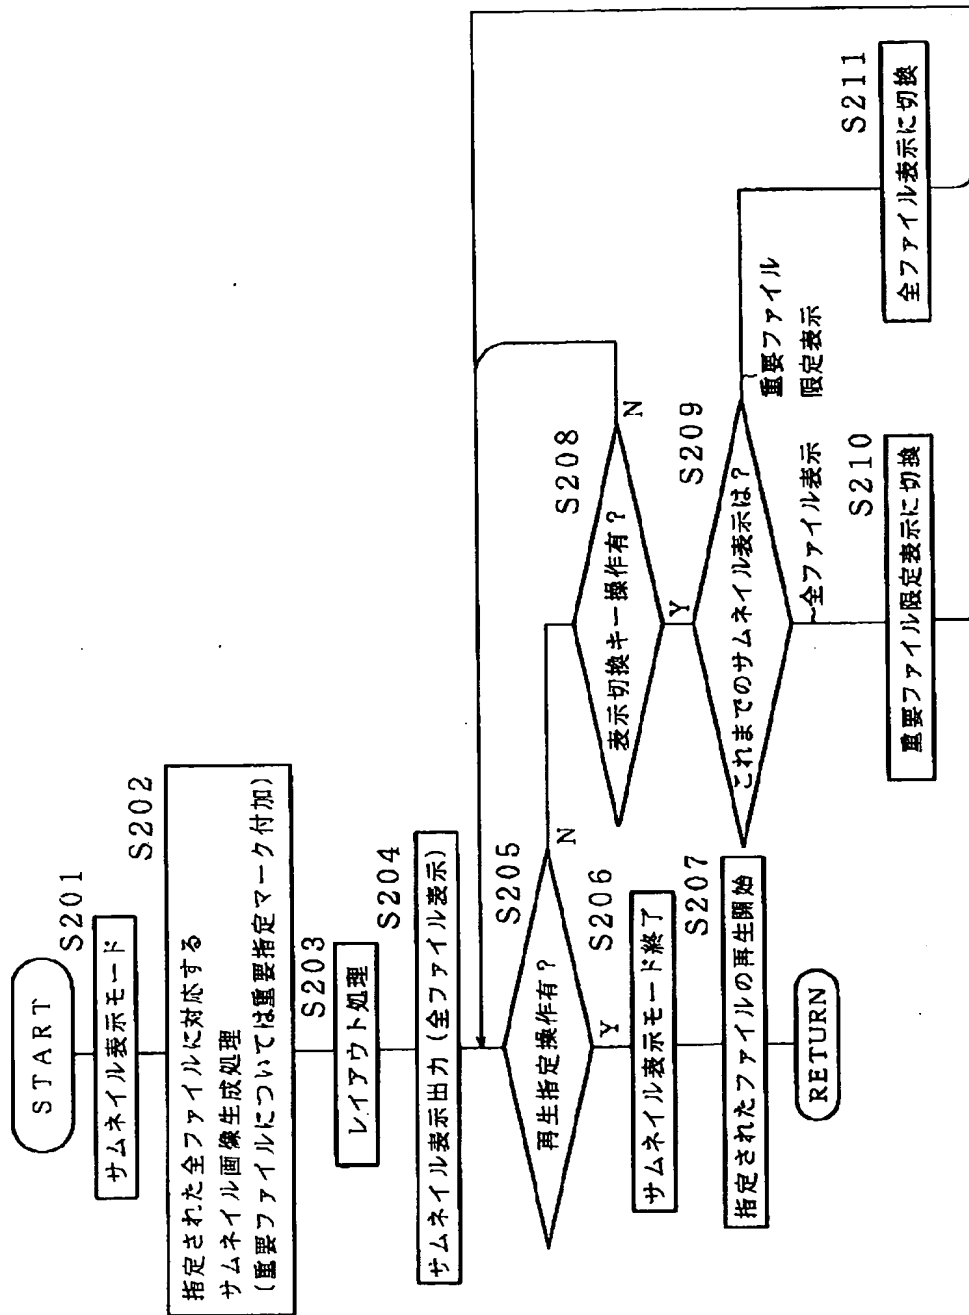 START
S201
サムネイル表示モード
S202
指定された全ファイルに対応する
サムネイル画像生成処理
(重要ファイルについては重要指定マーク付加)
S203
レイアウト処理
S204
サムネイル表示出力(全ファイル表示)
S205
再生指定操作有?
N
Y
S206
サムネイル表示モード終了
S207
指定されたファイルの再生開始
RETURN
S208
表示切換キー操作有?
N
Y
S209
これまでのサムネイル表示は?
重要ファイル
限定表示
全ファイル表示
S210
重要ファイル限定表示に切換
S211
全ファイル表示に切換